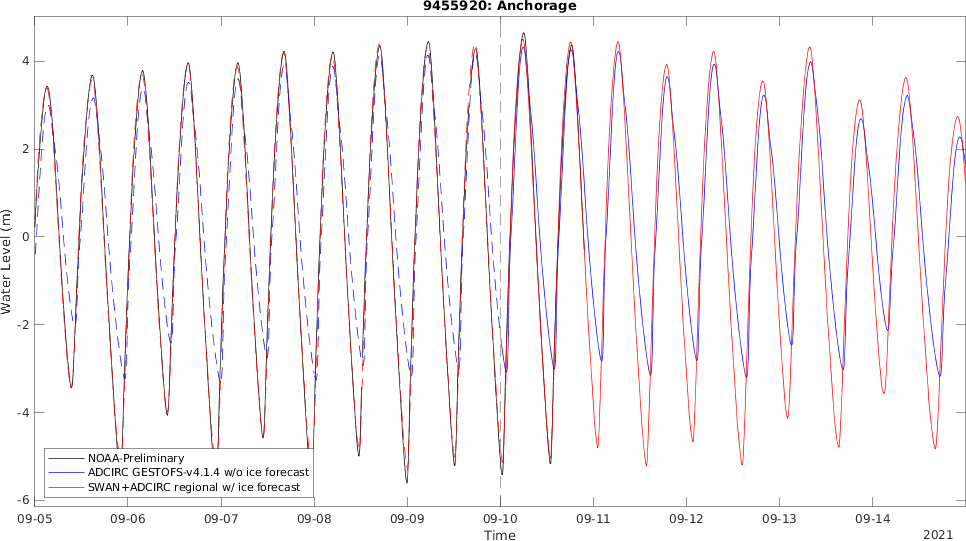 9455920: Anchorage
4
2
0
-2
-4
-6
Water Level (m)
NOAA-Preliminary
ADCIRC GESTOFS-v4.1.4 w/o ice forecast
SWAN+ADCIRC regional w/ ice forecast
09-05 09-06 09-07 09-08 09-09 09-10 09-11 09-12 09-13 09-14
Time
2021